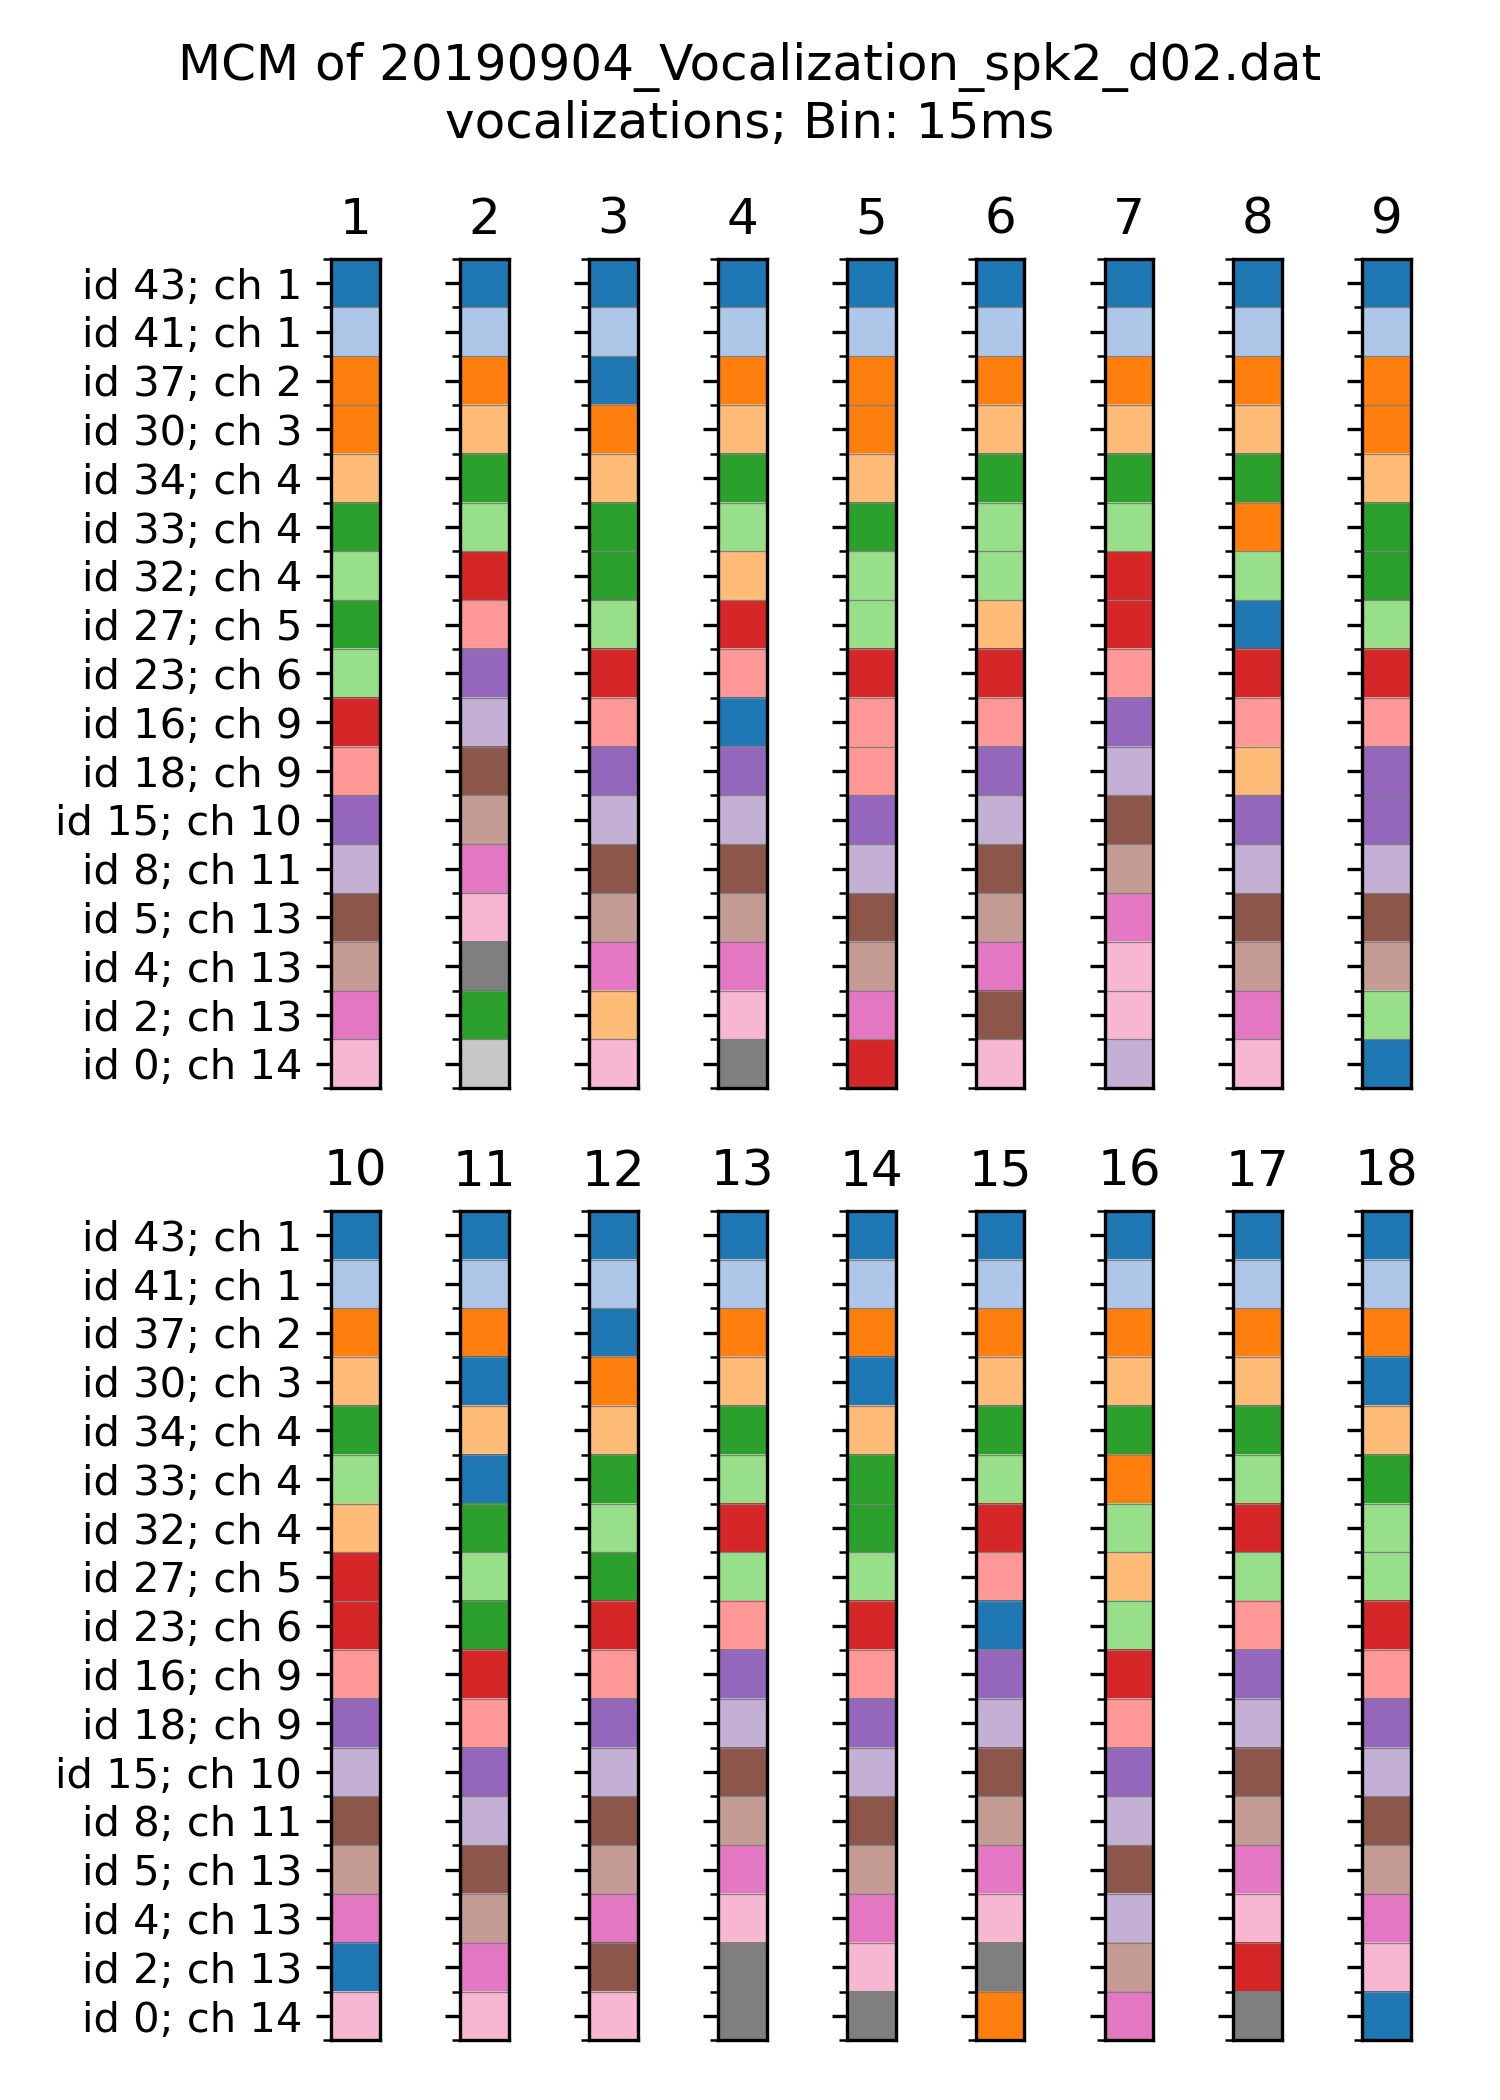 MCM of 20190904_Vocalization_spk2_d02.dat
vocalizations; Bin: 15ms
1 2 3 4 5 6 7 8 9
id 43; ch 1
id 41; ch 1
id 37; ch 2
id 30; ch 3
id 34; ch 4
id 33; ch 4
id 32; ch 4
id 27; ch 5
id 23; ch 6
id 16; ch 9
id 18; ch 9
id 15; ch 10
id 8; ch 11
id 5; ch 13
id 4; ch 13
id 2; ch 13
id 0; ch 14
10 11 12 13 14 15 16 17 18
id 43; ch 1
id 41; ch 1
id 37; ch 2
id 30; ch 3
id 34; ch 4
id 33; ch 4
id 32; ch 4
id 27; ch 5
id 23; ch 6
id 16; ch 9
id 18; ch 9
id 15; ch 10
id 8; ch 11
id 5; ch 13
id 4; ch 13
id 2; ch 13
id 0; ch 14